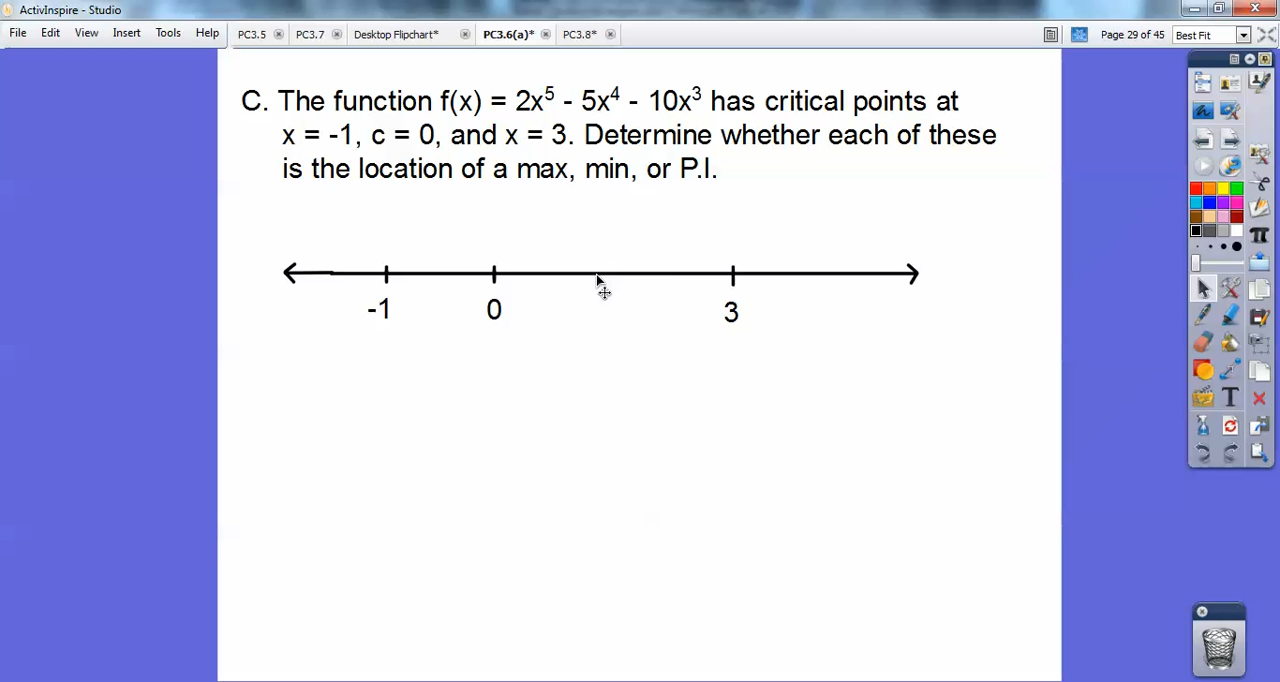 ActivInspire - Studio
File Edit View Insert Tools Help PC3.5 PC3.7 Desktop Flipchart* PC3.6(a)* PC3.8* Page 29 of 45 Best Fit
C. The function f(x) = 2x⁵ - 5x⁴ - 10x³ has critical points at
x = -1, c = 0, and x = 3. Determine whether each of these
is the location of a max, min, or P.I.
-1 0 3